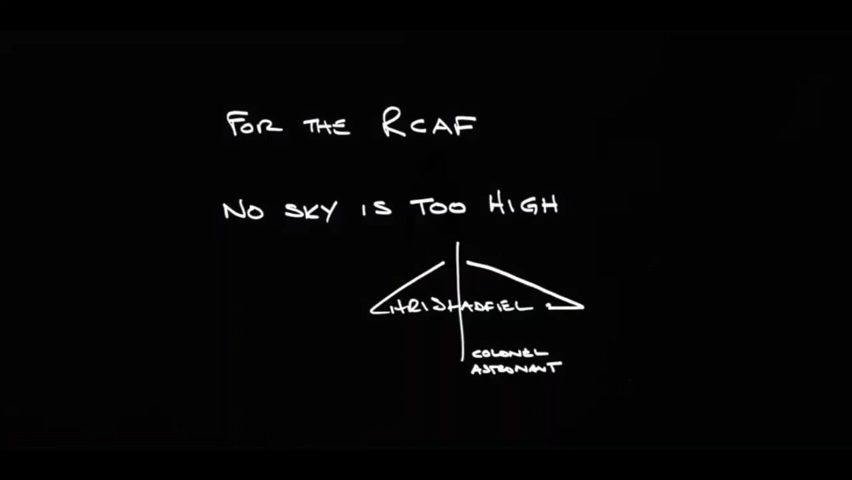 FOR THE RCAF
NO SKY IS TOO HIGH
CHRIS HADFIELD
COLONEL
ASTRONAUT